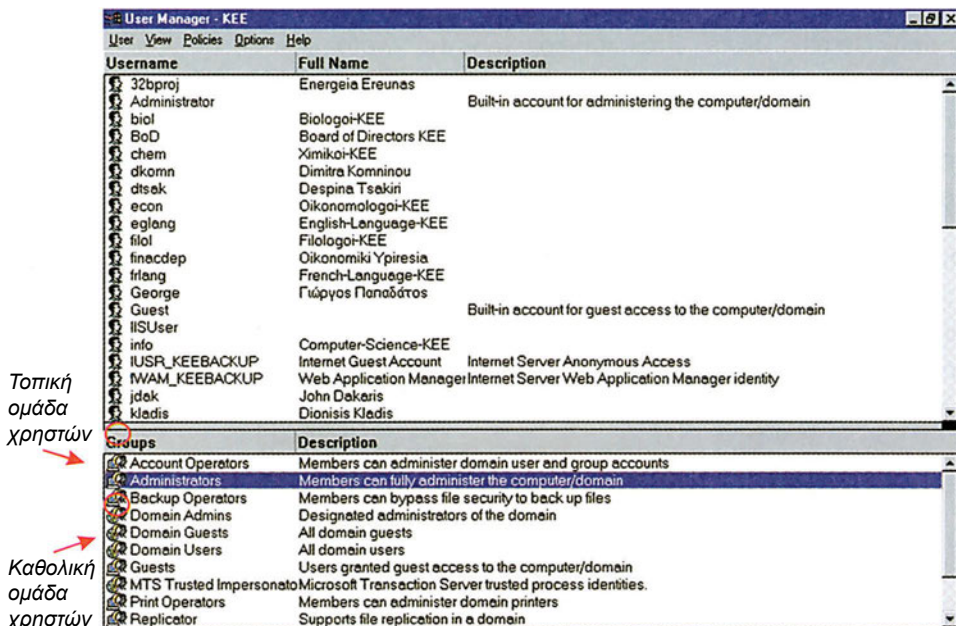 User Manager - KEE
User View Policies Options Help
Username Full Name Description
32bproj Energeia Ereunas
Administrator Built-in account for administering the computer/domain
biol Biologoi-KEE
BoD Board of Directors KEE
chem Ximikoi-KEE
dkomn Dimitra Komninou
dtsak Despina Tsakiri
econ Oikonomologoi-KEE
eglang English-Language-KEE
filol Filologoi-KEE
finacdep Oikonomiki Ypiresia
frlang French-Language-KEE
George Γιώργος Παπαδάτος
Guest Built-in account for guest access to the computer/domain
IISUser
info Computer-Science-KEE
IUSR_KEEBACKUP Internet Guest Account Internet Server Anonymous Access
IWAM_KEEBACKUP Web Application Manager Internet Server Web Application Manager identity
jdak John Dakaris
kladis Dionisis Kladis
Τοπική
ομάδα
χρηστών
Groups Description
Account Operators Members can administer domain user and group accounts
Administrators Members can fully administer the computer/domain
Backup Operators Members can bypass file security to back up files
Domain Admins Designated administrators of the domain
Domain Guests All domain guests
Domain Users All domain users
Guests Users granted guest access to the computer/domain
MTS Trusted Impersonato Microsoft Transaction Server trusted process identities.
Print Operators Members can administer domain printers
Replicator Supports file replication in a domain
Καθολική
ομάδα
χρηστών